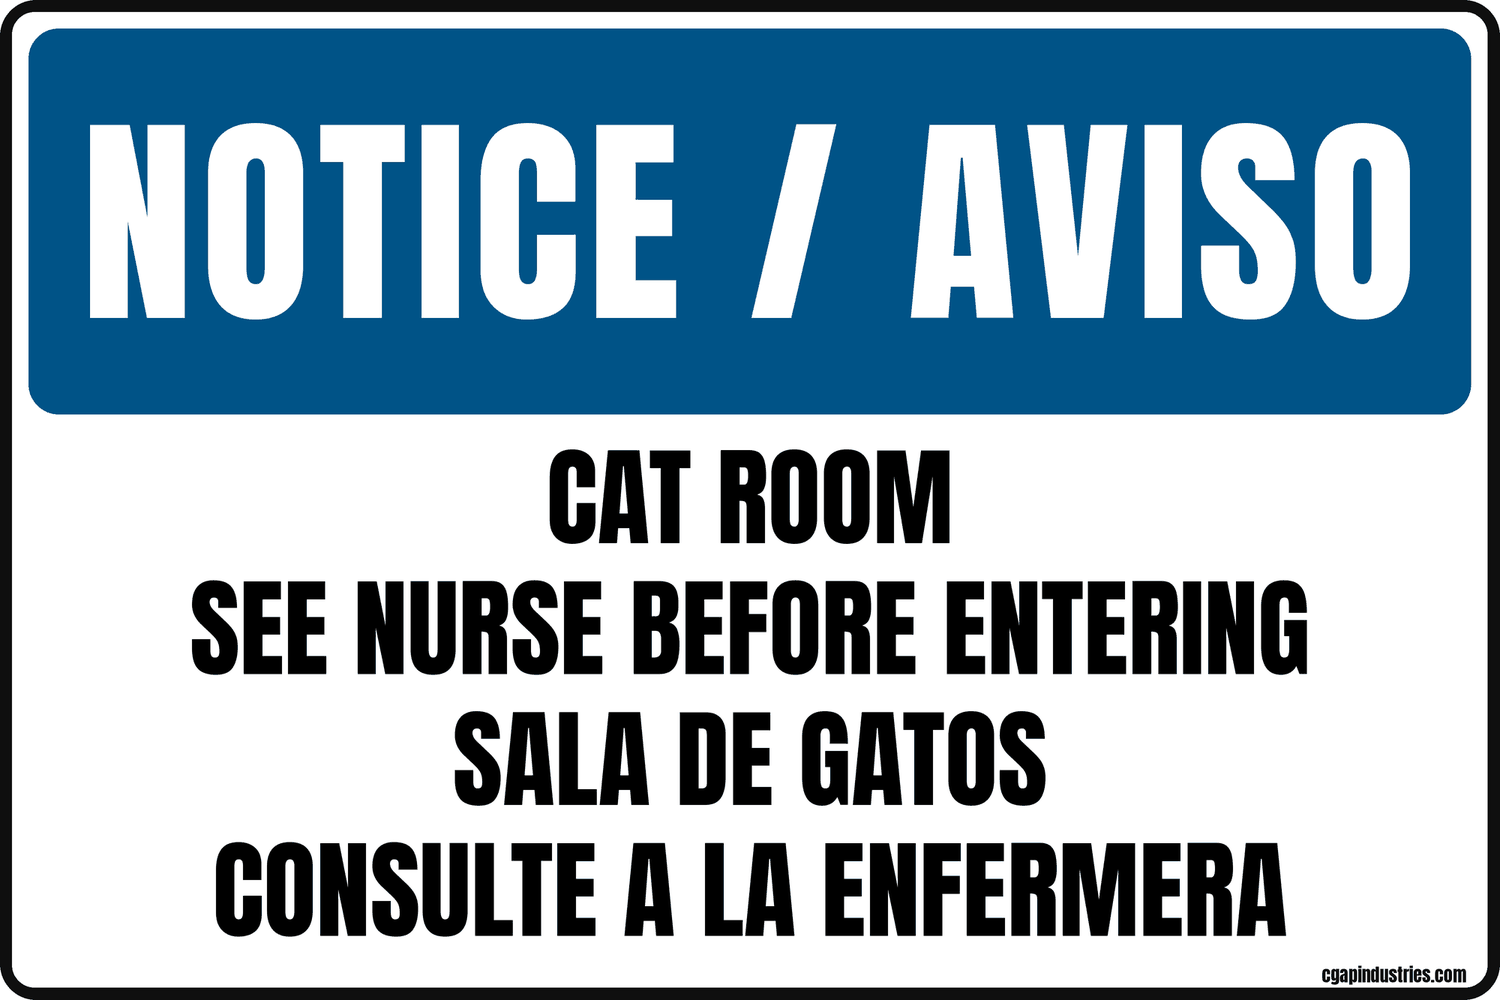 NOTICE / AVISO
CAT ROOM
SEE NURSE BEFORE ENTERING
SALA DE GATOS
CONSULTE A LA ENFERMERA
cgapindustries.com